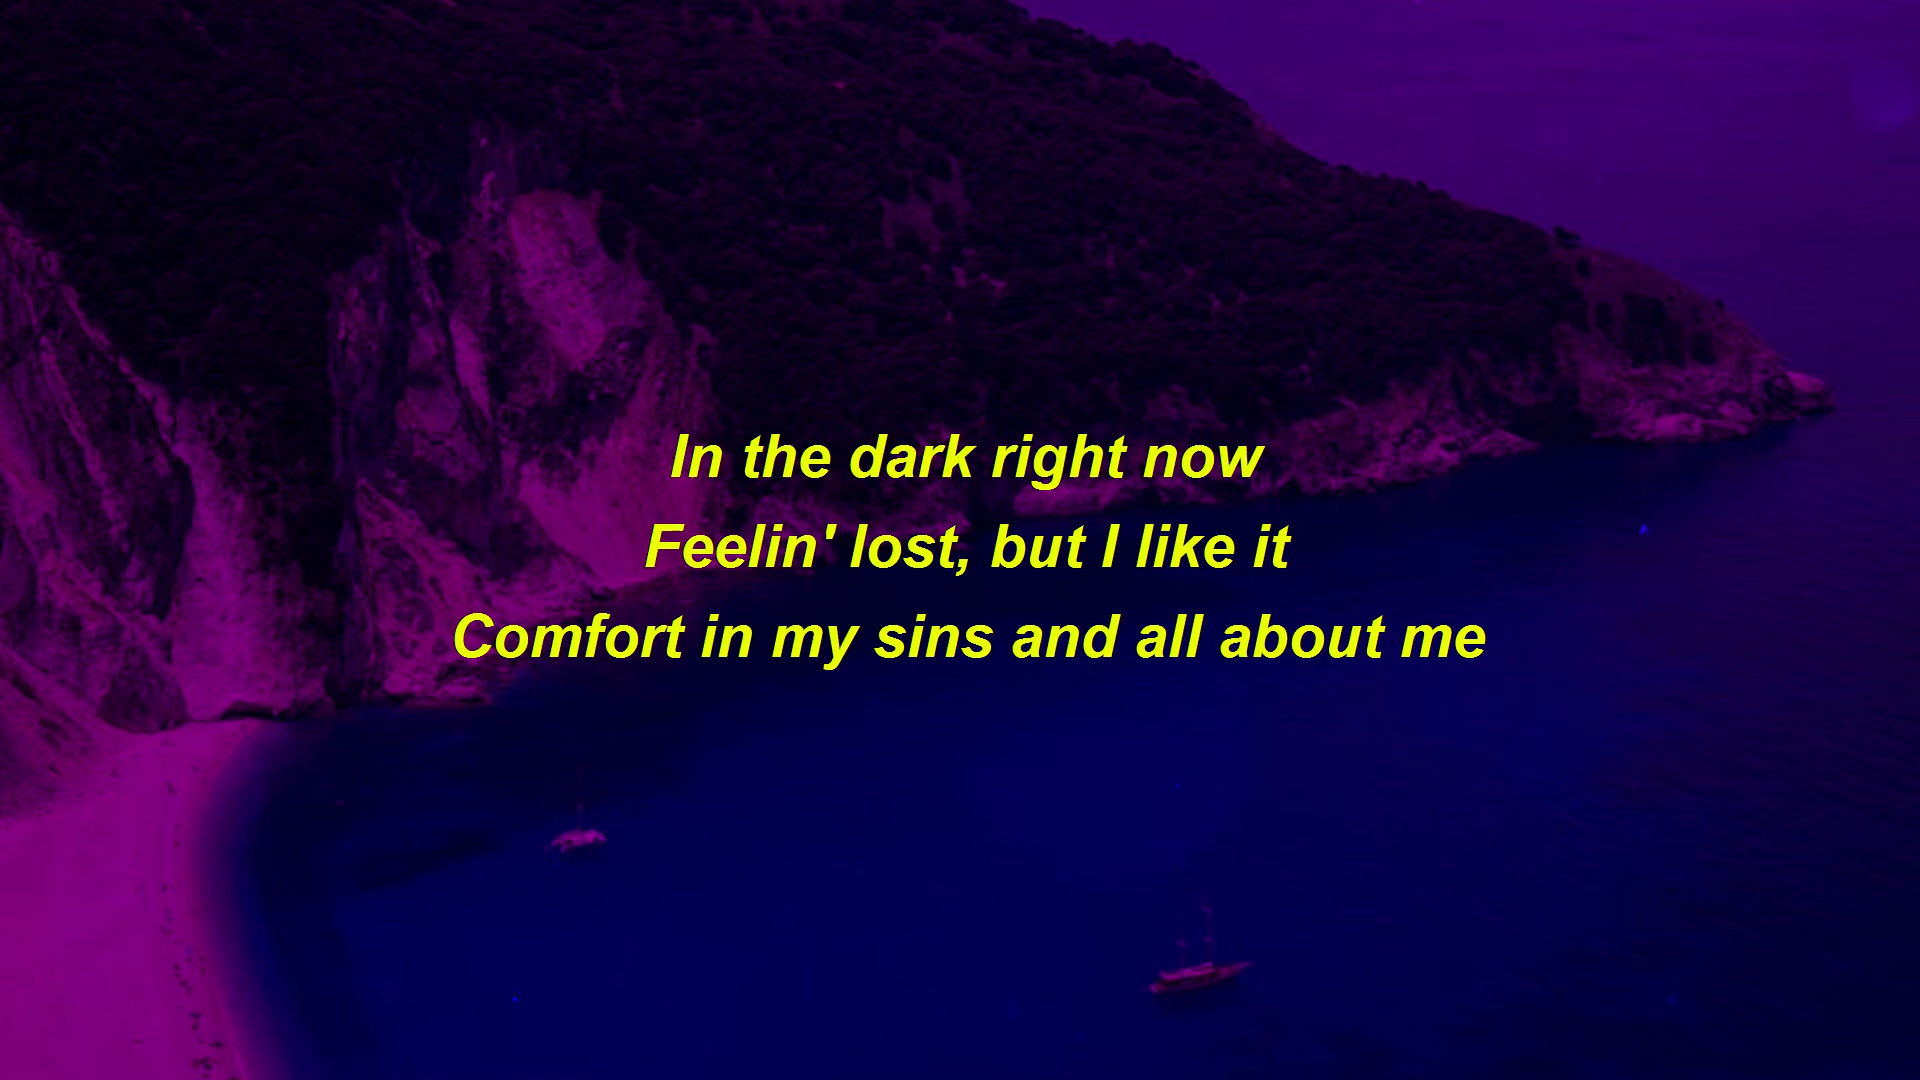 In the dark right now
Feelin' lost, but I like it
Comfort in my sins and all about me